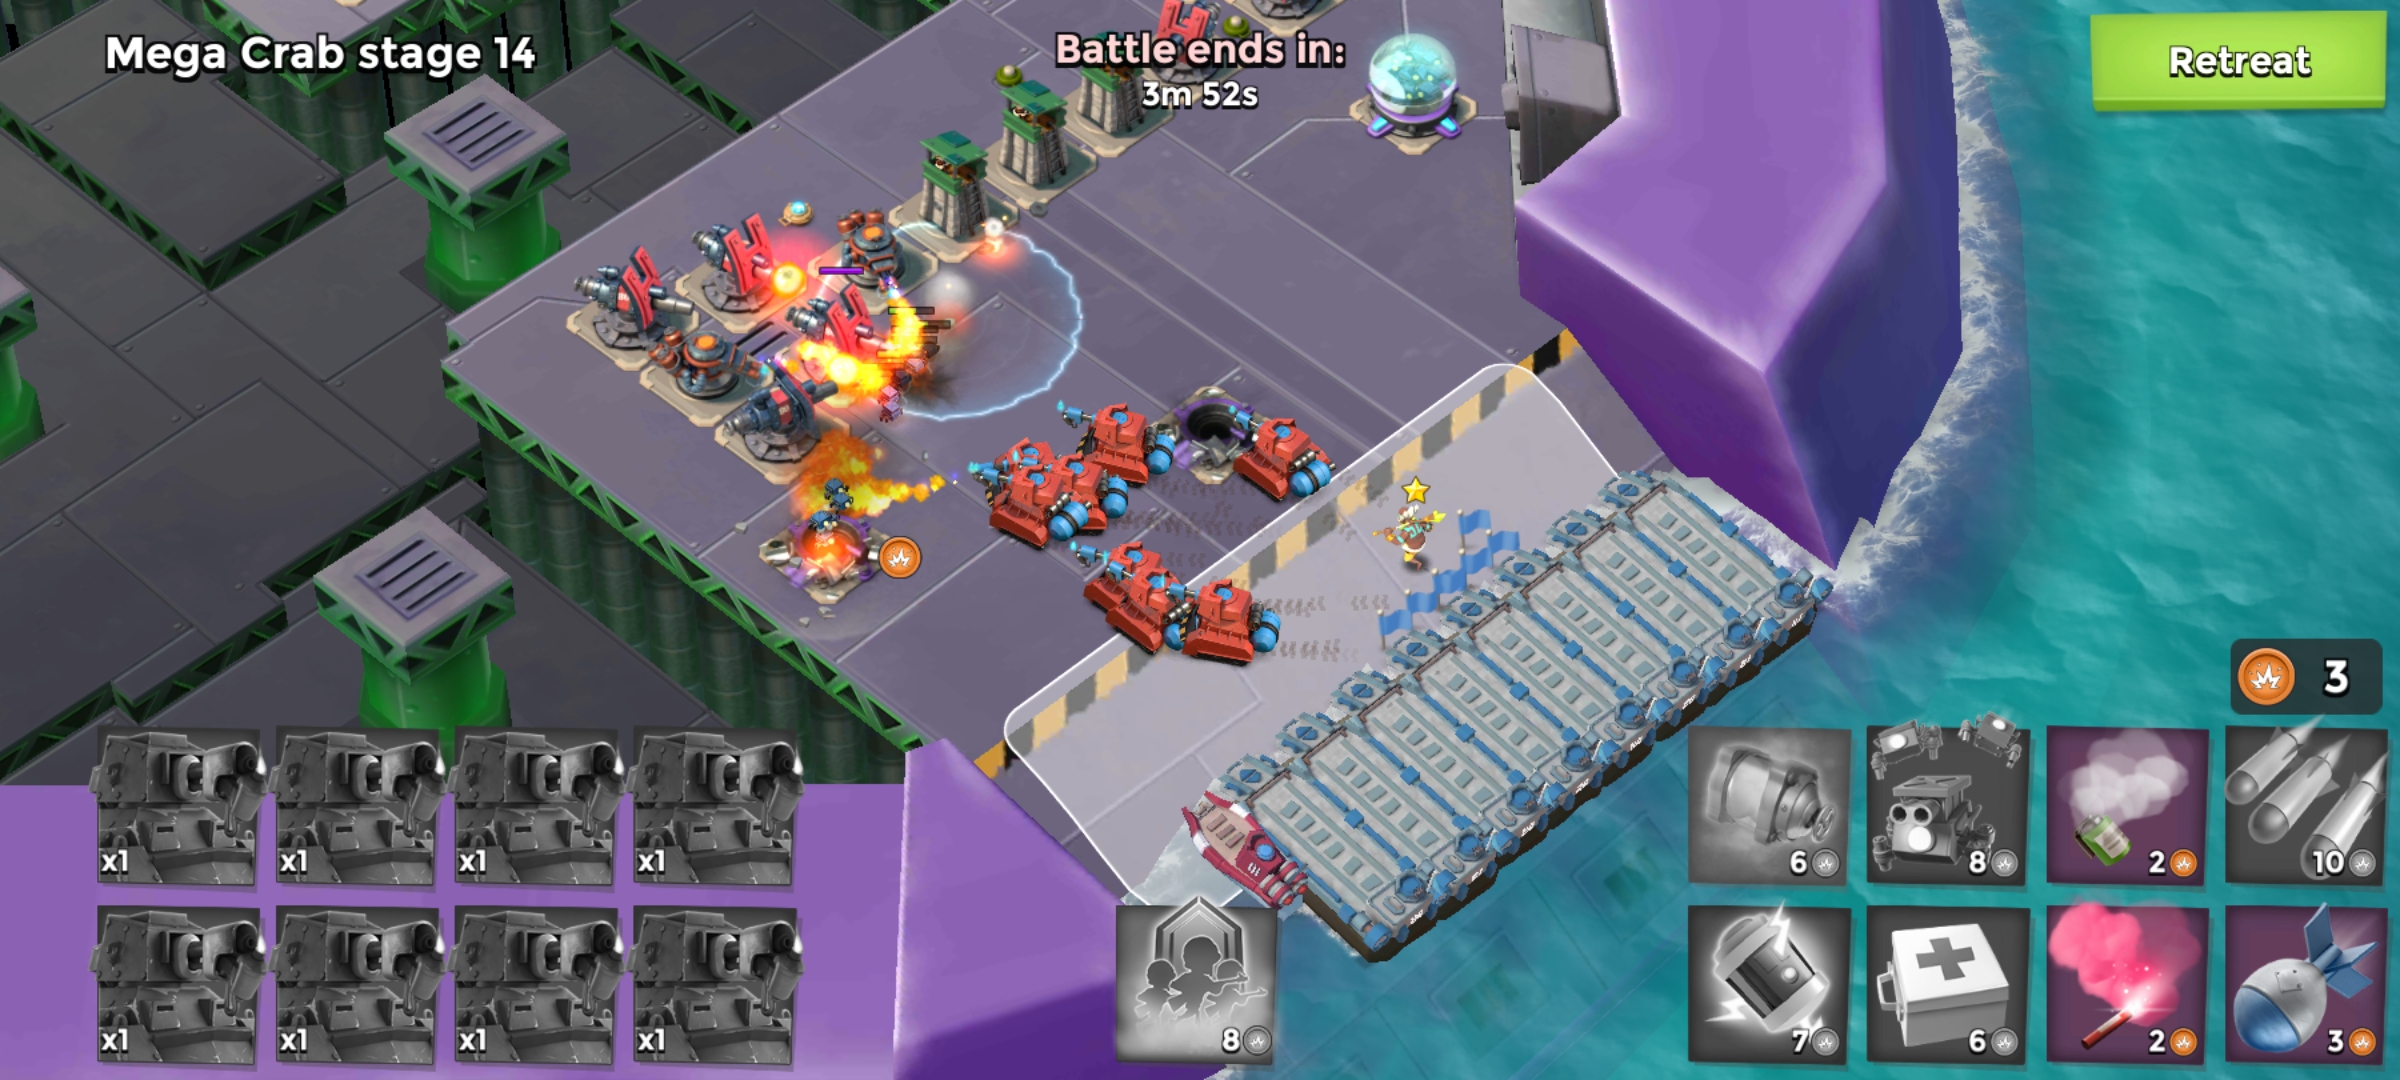 Mega Crab stage 14
Battle ends in:
3m 52s
Retreat
3
x1
x1
x1
x1
6
8
2
10
x1
x1
x1
x1
8
7
6
2
3